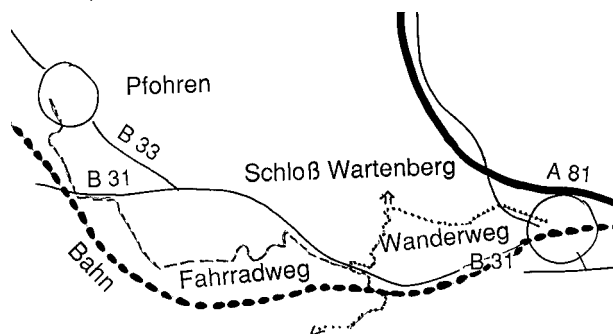 Pfohren
B 33
B 31
Schloß Wartenberg
A 81
Bahn
Fahrradweg
Wanderweg
B 31